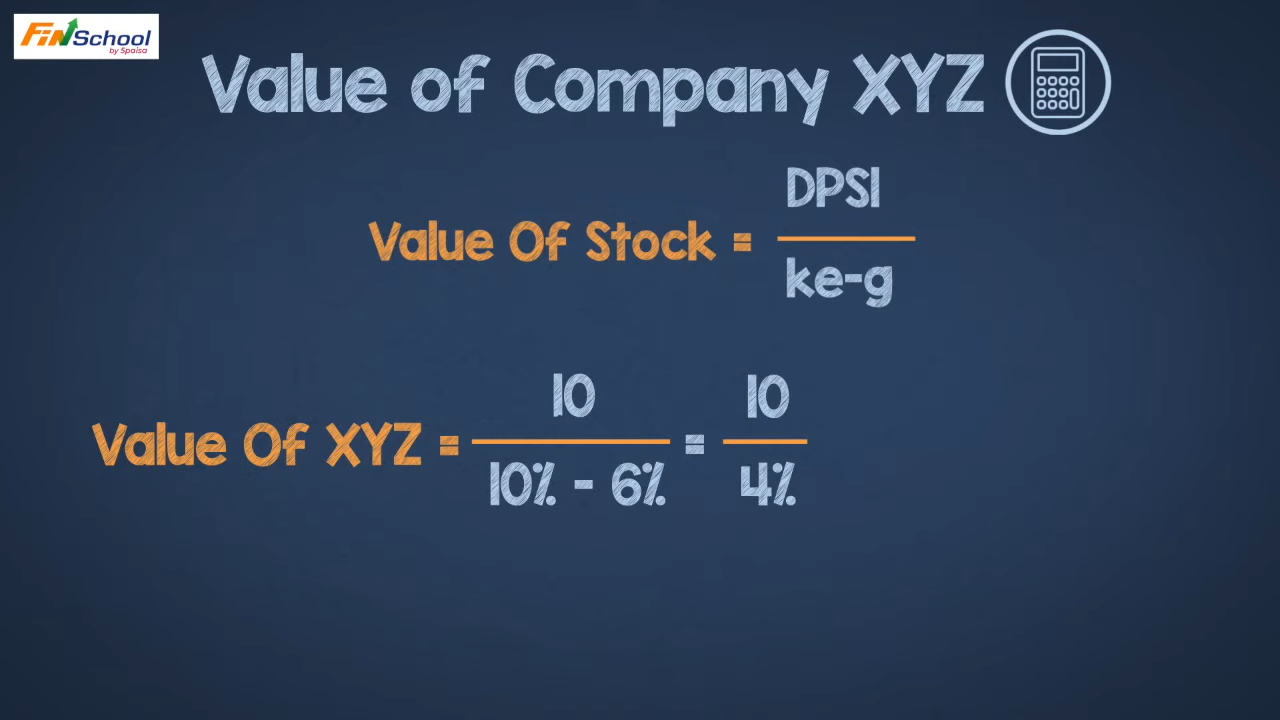 FinSchool
by 5paisa
Value of Company XYZ
DPS1
Value Of Stock =
ke-g
10 10
Value Of XYZ = =
10% - 6% 4%